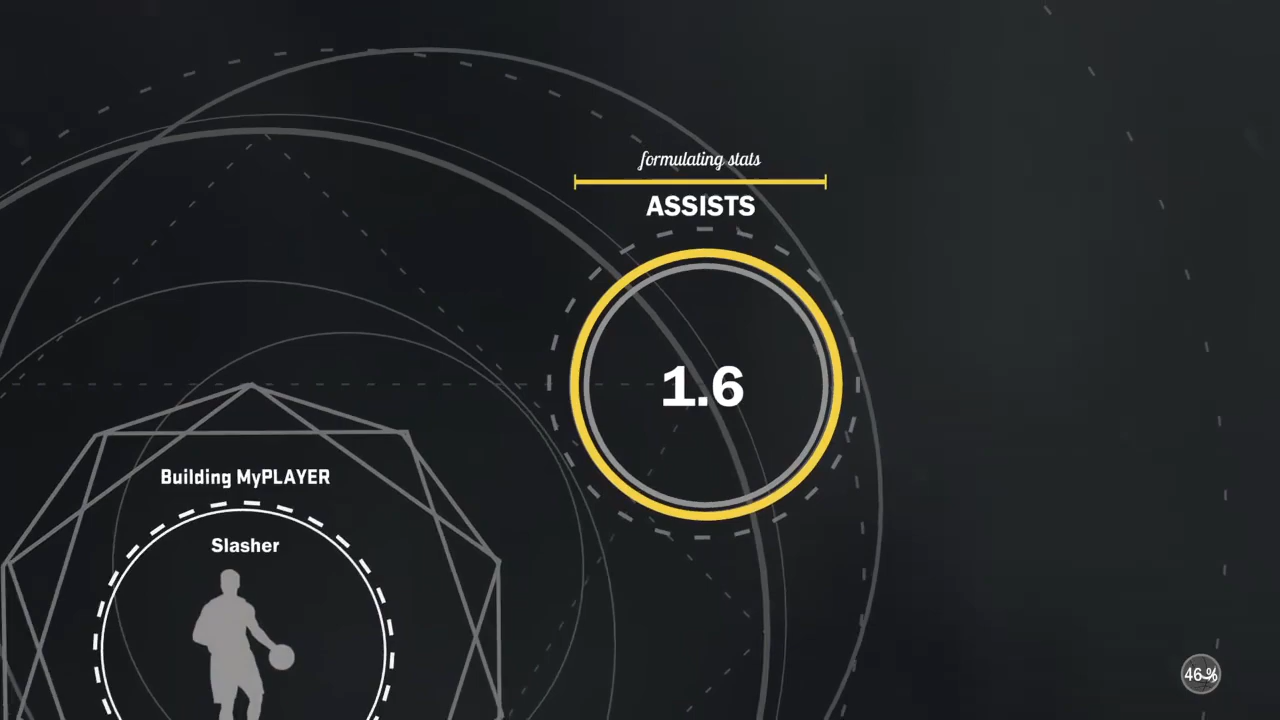 formulating stats
ASSISTS
1.6
Building MyPLAYER
Slasher
46%